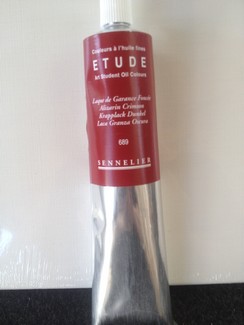 Couleurs à l'huile fines
ETUDE
Art Student Oil Colours
Laque de Garance Foncée
Alizarin Crimson
Krapplack Dunkel
Laca Granza Oscuro
689
SENNELIER